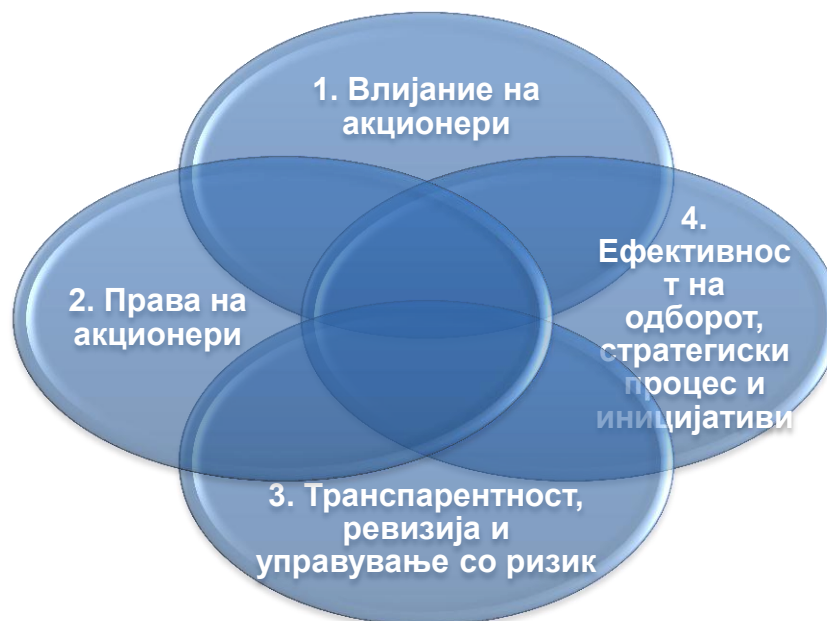 1. Влијание на
акционери
2. Права на
акционери
4.
Ефективнос
т на
одборот,
стратегиски
процес и
иницијативи
3. Транспарентност,
ревизија и
управување со ризик